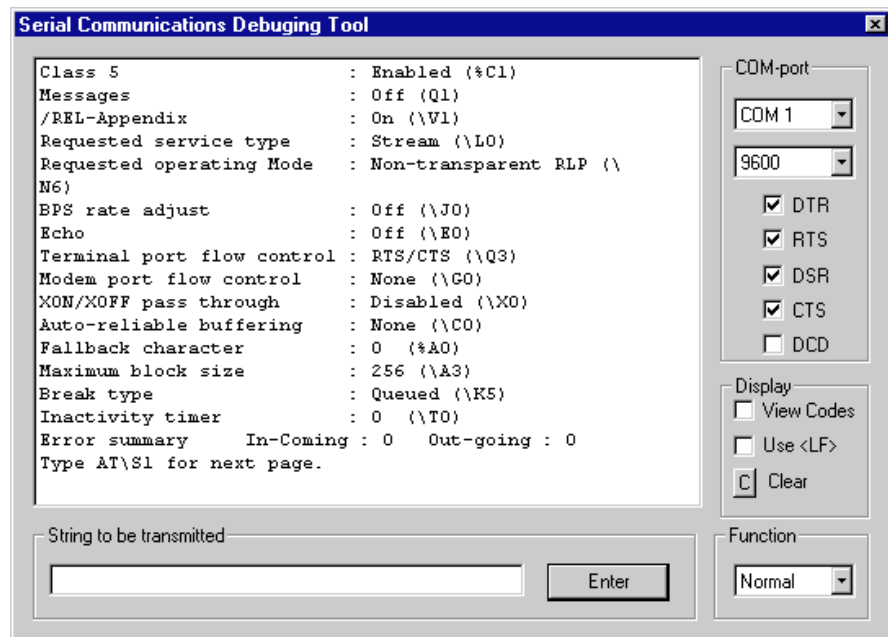 Serial Communications Debuging Tool
Class 5 : Enabled (%C1)
Messages : Off (Q1)
/REL-Appendix : On (\V1)
Requested service type : Stream (\L0)
Requested operating Mode : Non-transparent RLP (\
N6)
BPS rate adjust : Off (\J0)
Echo : Off (\E0)
Terminal port flow control : RTS/CTS (\Q3)
Modem port flow control : None (\G0)
XON/XOFF pass through : Disabled (\X0)
Auto-reliable buffering : None (\C0)
Fallback character : 0 (%A0)
Maximum block size : 256 (\A3)
Break type : Queued (\K5)
Inactivity timer : 0 (\T0)
Error summary In-Coming : 0 Out-going : 0
Type AT\S1 for next page.
COM-port
COM 1
9600
DTR
RTS
DSR
CTS
DCD
Display
View Codes
Use <LF>
C Clear
String to be transmitted
Enter
Function
Normal